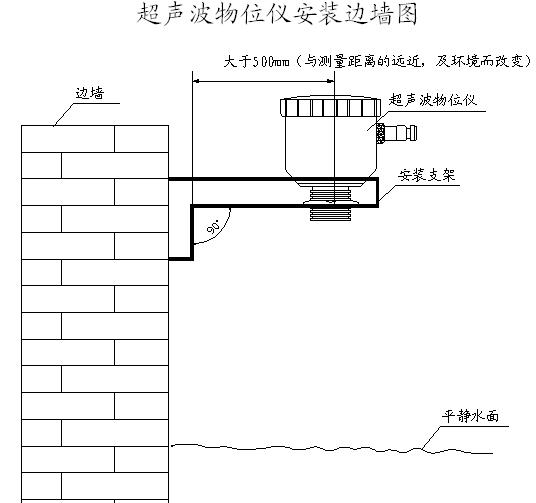 超声波物位仪安装边墙图
大于500mm（与测量距离的远近，及环境而改变）
边墙
超声波物位仪
安装支架
90°
平静水面